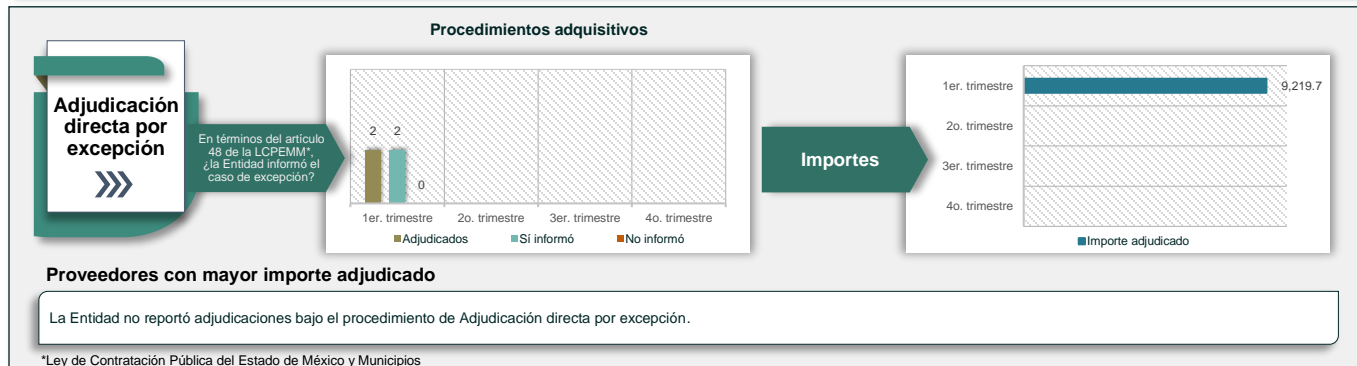 Procedimientos adquisitivos
Adjudicación
directa por
excepción
En términos del artículo
48 de la LCPEMM*,
¿la Entidad informó el
caso de excepción?
2 2
0
1er. trimestre 2o. trimestre 3er. trimestre 4o. trimestre
Adjudicados Sí informó No informó
Importes
1er. trimestre 9,219.7
2o. trimestre
3er. trimestre
4o. trimestre
Importe adjudicado
Proveedores con mayor importe adjudicado
La Entidad no reportó adjudicaciones bajo el procedimiento de Adjudicación directa por excepción.
*Ley de Contratación Pública del Estado de México y Municipios